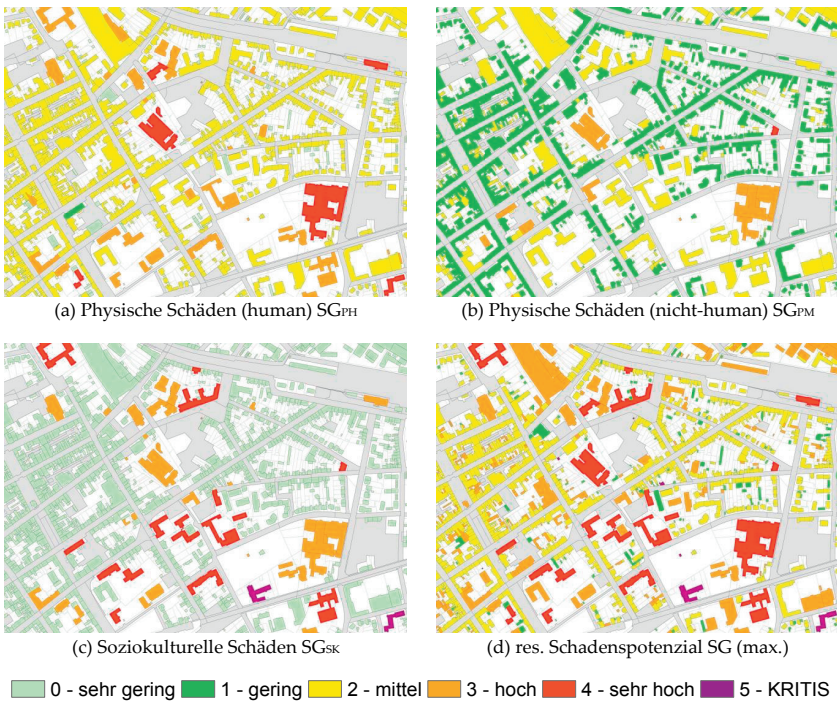 (a) Physische Schäden (human) SGPH
(b) Physische Schäden (nicht-human) SGPM
(c) Soziokulturelle Schäden SGSK
(d) res. Schadenspotenzial SG (max.)
0 - sehr gering 1 - gering 2 - mittel 3 - hoch 4 - sehr hoch 5 - KRITIS